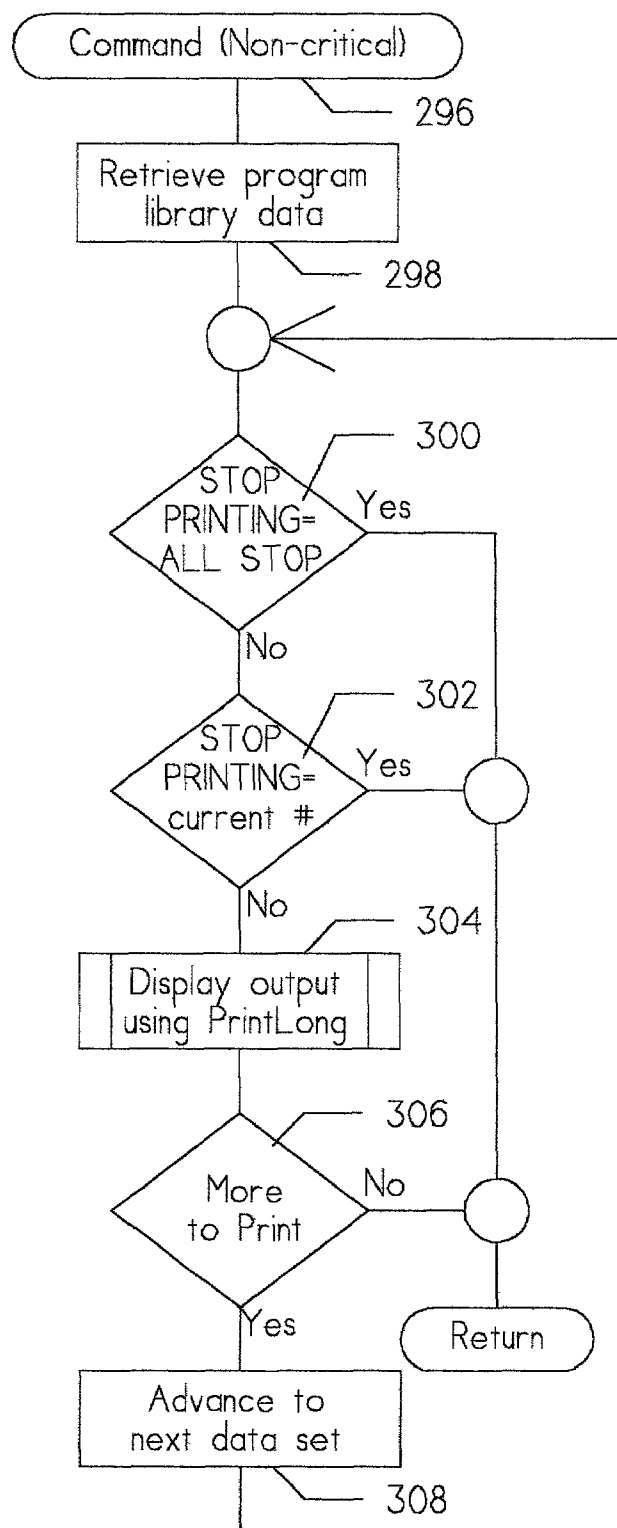 Command (Non-critical)
296
Retrieve program
library data
298
300
STOP
PRINTING=
ALL STOP
Yes
No
302
STOP
PRINTING=
current #
Yes
No
304
Display output
using PrintLong
306
More
to Print
No
Yes
Return
Advance to
next data set
308